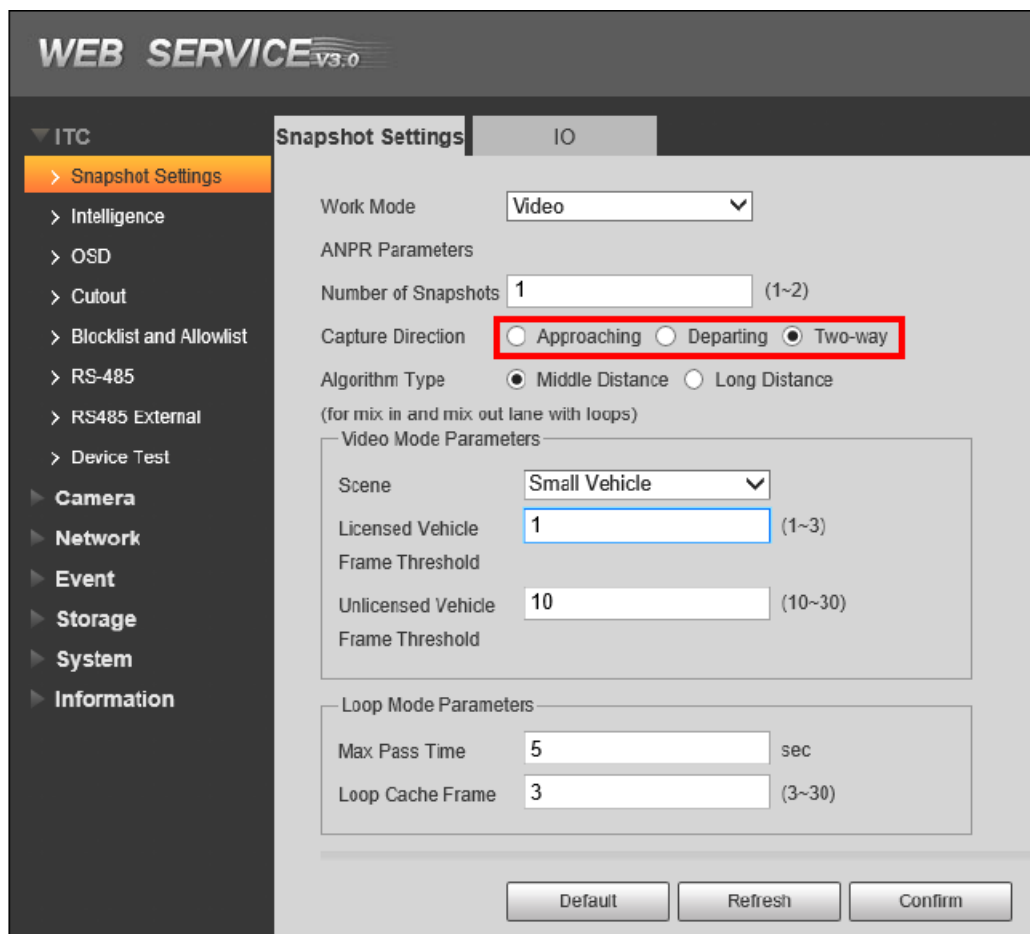 WEB SERVICE V3.0
ITC
Snapshot Settings
Intelligence
OSD
Cutout
Blocklist and Allowlist
RS-485
RS485 External
Device Test
Camera
Network
Event
Storage
System
Information
Snapshot Settings IO
Work Mode Video
ANPR Parameters
Number of Snapshots 1 (1~2)
Capture Direction Approaching Departing Two-way
Algorithm Type Middle Distance Long Distance
(for mix in and mix out lane with loops)
Video Mode Parameters
Scene Small Vehicle
Licensed Vehicle 1 (1~3)
Frame Threshold
Unlicensed Vehicle 10 (10~30)
Frame Threshold
Loop Mode Parameters
Max Pass Time 5 sec
Loop Cache Frame 3 (3~30)
Default Refresh Confirm